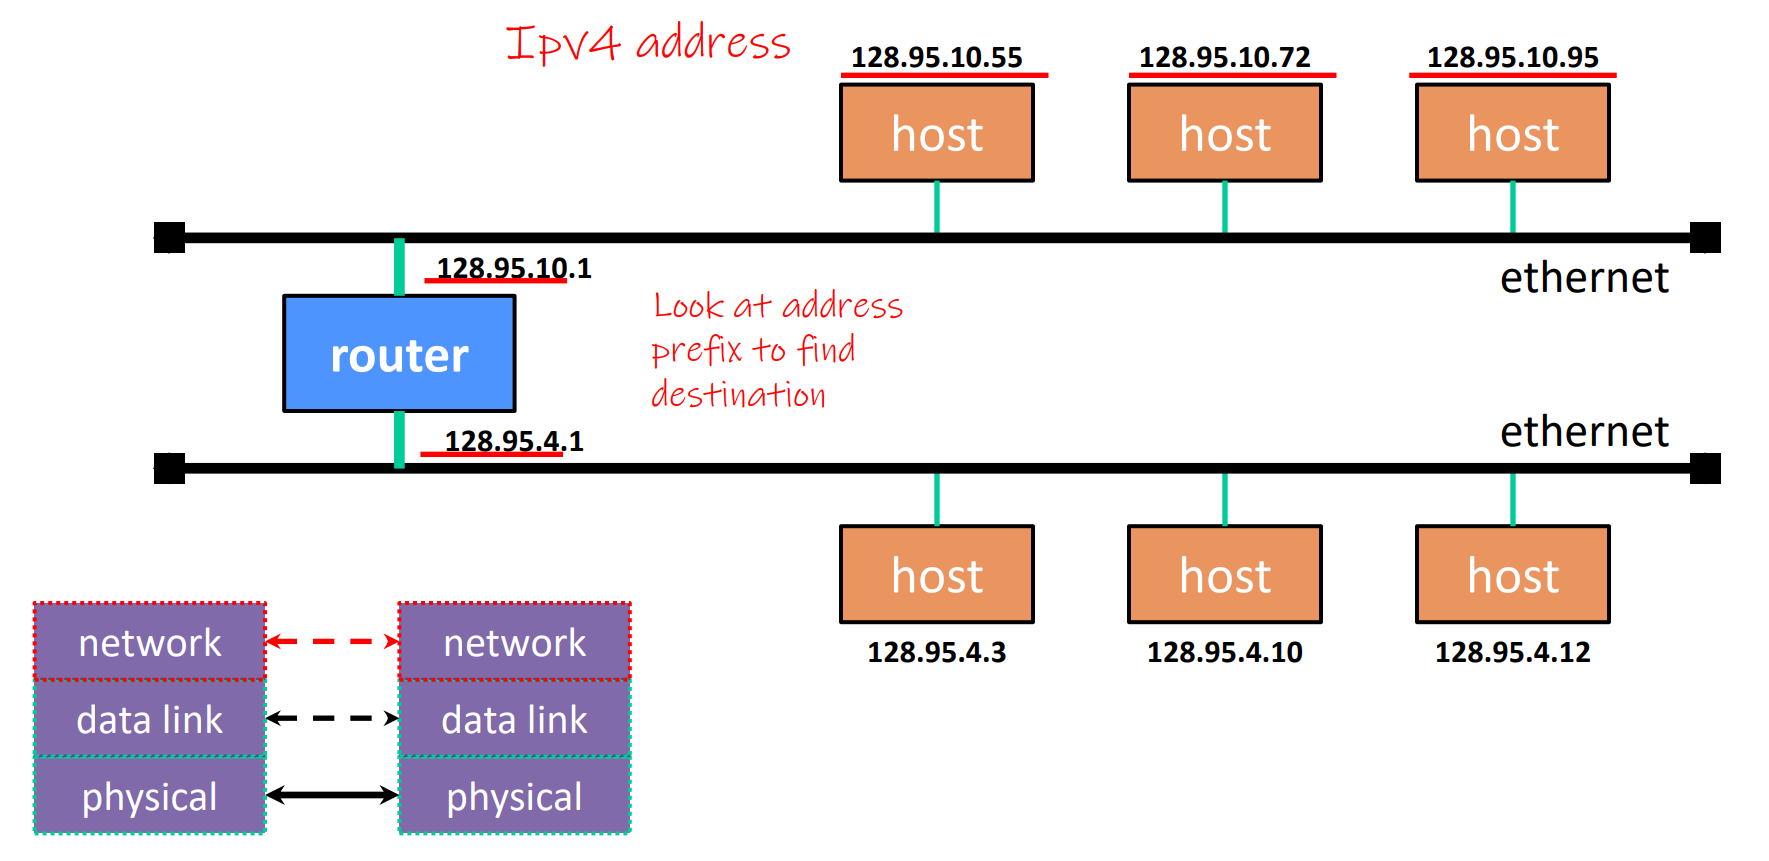 Ipv4 address
128.95.10.55
128.95.10.72
128.95.10.95
host
host
host
128.95.10.1
ethernet
router
Look at address
prefix to find
destination
128.95.4.1
ethernet
host
host
host
128.95.4.3
128.95.4.10
128.95.4.12
network
network
data link
data link
physical
physical